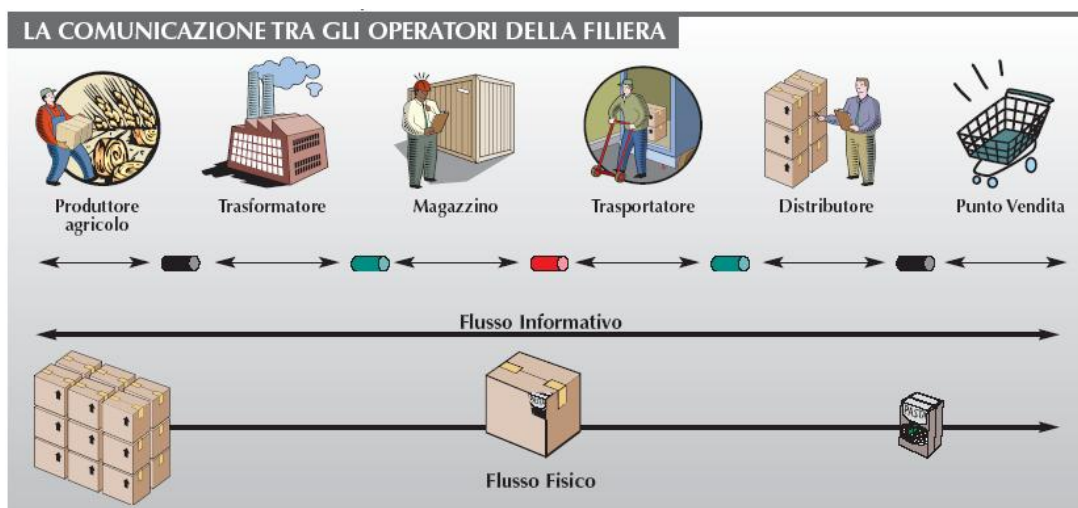 LA COMUNICAZIONE TRA GLI OPERATORI DELLA FILIERA
Produttore
agricolo
Trasformatore
Magazzino
Trasportatore
Distributore
Punto Vendita
Flusso Informativo
PASTA
Flusso Fisico